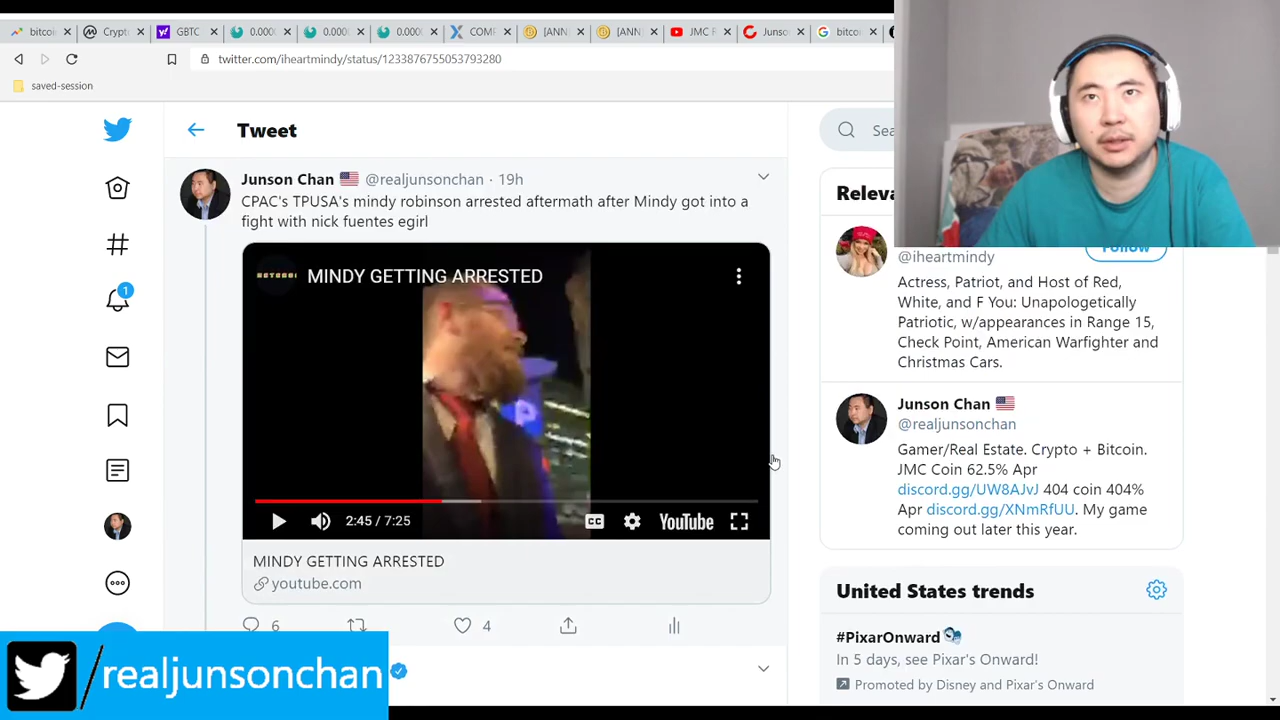 bitcoi
Crypt
GBTC
0.000
0.000
0.000
COMF
[ANN
[ANN
JMC F
Junso
bitco
twitter.com/iheartmindy/status/1233876755053793280
saved-session
Tweet
Sea
Junson Chan @realjunsonchan · 19h
CPAC's TPUSA's mindy robinson arrested aftermath after Mindy got into a
fight with nick fuentes egirl
MINDY GETTING ARRESTED
2:45 / 7:25
CC
YouTube
MINDY GETTING ARRESTED
youtube.com
6
4
1
/realjunsonchan
Releva
Follow
@iheartmindy
Actress, Patriot, and Host of Red,
White, and F You: Unapologetically
Patriotic, w/appearances in Range 15,
Check Point, American Warfighter and
Christmas Cars.
Junson Chan
@realjunsonchan
Gamer/Real Estate. Crypto + Bitcoin.
JMC Coin 62.5% Apr
discord.gg/UW8AJvJ 404 coin 404%
Apr discord.gg/XNmRfUU. My game
coming out later this year.
United States trends
#PixarOnward
In 5 days, see Pixar's Onward!
Promoted by Disney and Pixar's Onward